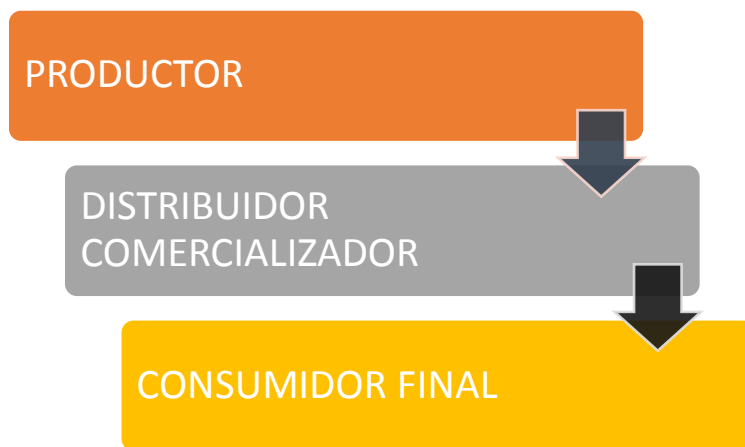 PRODUCTOR
DISTRIBUIDOR
COMERCIALIZADOR
CONSUMIDOR FINAL